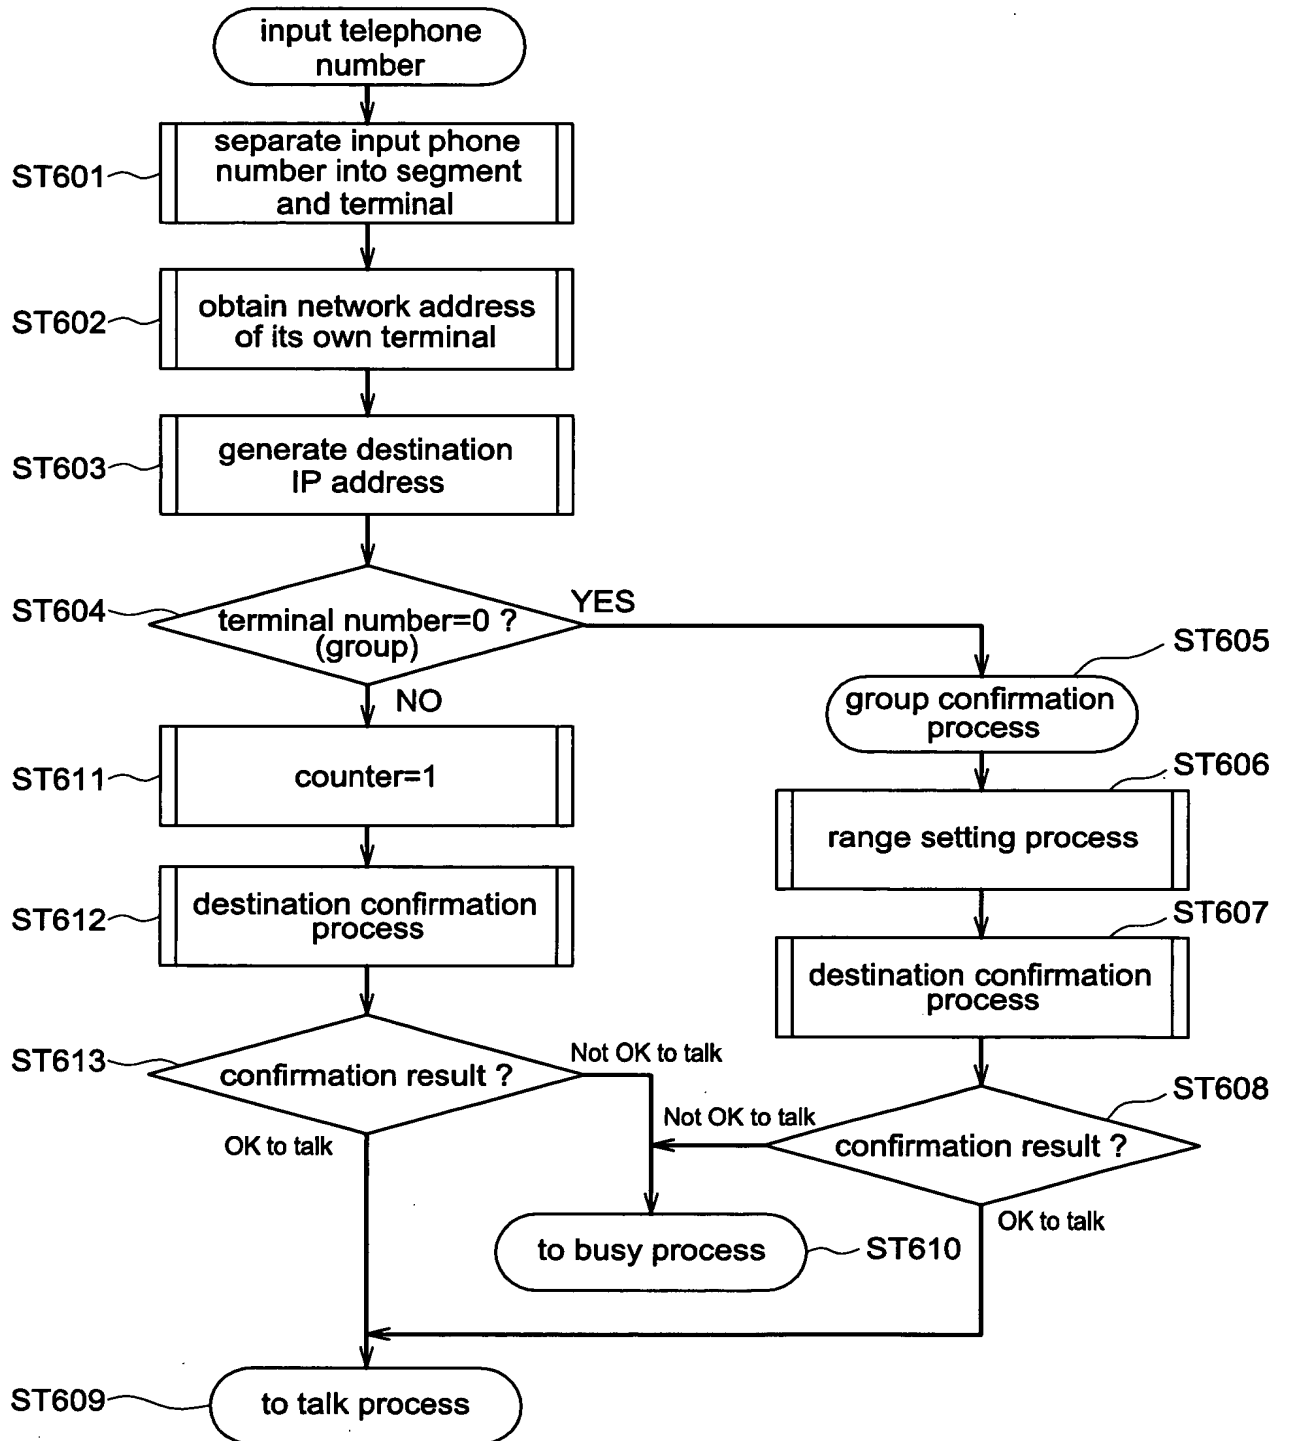 input telephone
number
ST601
separate input phone
number into segment
and terminal
ST602
obtain network address
of its own terminal
ST603
generate destination
IP address
ST604
terminal number=0 ?
(group)
YES
NO
ST605
group confirmation
process
ST606
range setting process
ST607
destination confirmation
process
ST608
confirmation result ?
Not OK to talk
OK to talk
ST611
counter=1
ST612
destination confirmation
process
ST613
confirmation result ?
Not OK to talk
OK to talk
to busy process
ST610
ST609
to talk process